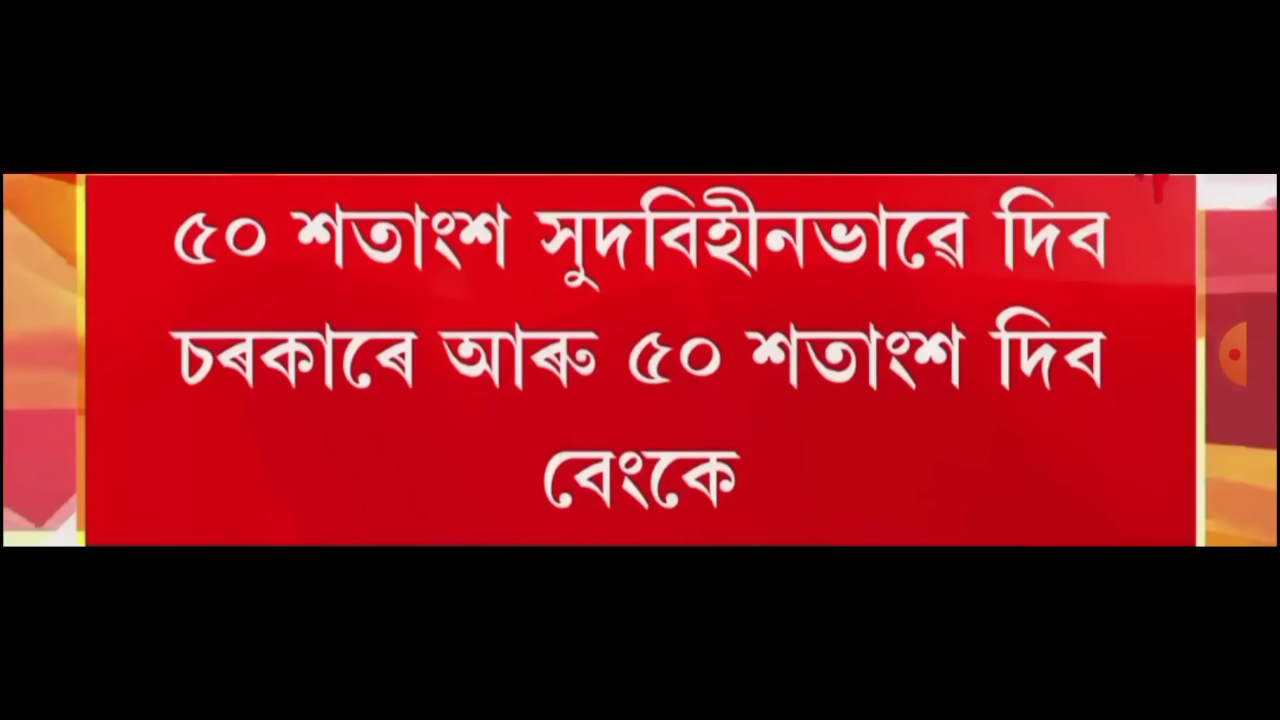 ৫০ শতাংশ সুদবিহীনভাৱে দিব
চৰকাৰে আৰু ৫০ শতাংশ দিব
বেংকে